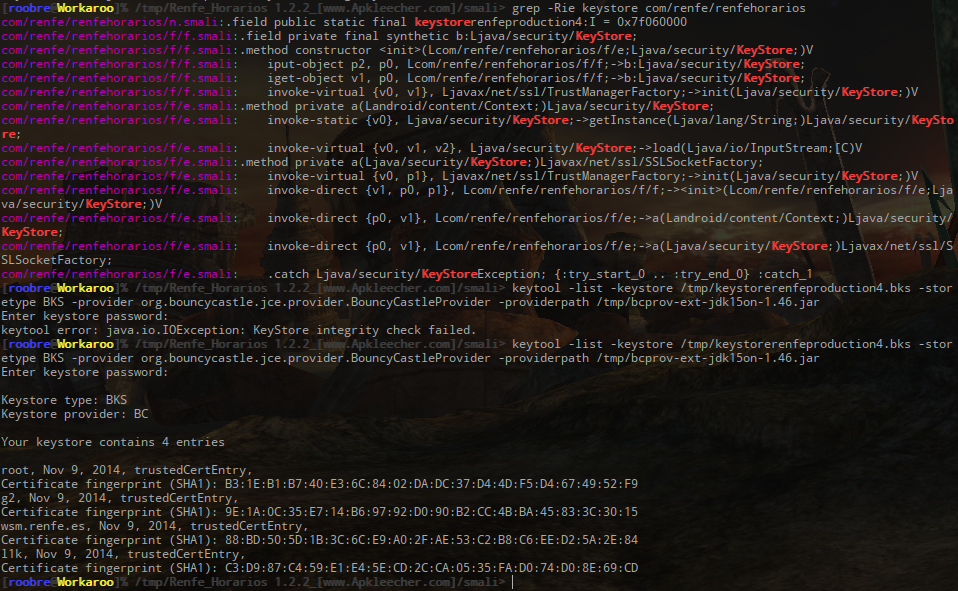 [roobre@Workaroo]% /tmp/Renfe_Horarios 1.2.2_[www.Apkleecher.com]/smali> grep -Rie keystore com/renfe/renfehorarios
com/renfe/renfehorarios/n.smali:.field public static final keystorerenfeproduction4:I = 0x7f060000
com/renfe/renfehorarios/f/f.smali:.field private final synthetic b:Ljava/security/KeyStore;
com/renfe/renfehorarios/f/f.smali:.method constructor <init>(Lcom/renfe/renfehorarios/f/e;Ljava/security/KeyStore;)V
com/renfe/renfehorarios/f/f.smali:    iput-object p2, p0, Lcom/renfe/renfehorarios/f/f;->b:Ljava/security/KeyStore;
com/renfe/renfehorarios/f/f.smali:    iget-object v1, p0, Lcom/renfe/renfehorarios/f/f;->b:Ljava/security/KeyStore;
com/renfe/renfehorarios/f/f.smali:    invoke-virtual {v0, v1}, Ljavax/net/ssl/TrustManagerFactory;->init(Ljava/security/KeyStore;)V
com/renfe/renfehorarios/f/e.smali:.method private a(Landroid/content/Context;)Ljava/security/KeyStore;
com/renfe/renfehorarios/f/e.smali:    invoke-static {v0}, Ljava/security/KeyStore;->getInstance(Ljava/lang/String;)Ljava/security/KeySto
re;
com/renfe/renfehorarios/f/e.smali:    invoke-virtual {v0, v1, v2}, Ljava/security/KeyStore;->load(Ljava/io/InputStream;[C)V
com/renfe/renfehorarios/f/e.smali:.method private a(Ljava/security/KeyStore;)Ljavax/net/ssl/SSLSocketFactory;
com/renfe/renfehorarios/f/e.smali:    invoke-virtual {v0, p1}, Ljavax/net/ssl/TrustManagerFactory;->init(Ljava/security/KeyStore;)V
com/renfe/renfehorarios/f/e.smali:    invoke-direct {v1, p0, p1}, Lcom/renfe/renfehorarios/f/f;-><init>(Lcom/renfe/renfehorarios/f/e;Lja
va/security/KeyStore;)V
com/renfe/renfehorarios/f/e.smali:    invoke-direct {p0, v1}, Lcom/renfe/renfehorarios/f/e;->a(Landroid/content/Context;)Ljava/security/
KeyStore;
com/renfe/renfehorarios/f/e.smali:    invoke-direct {p0, v1}, Lcom/renfe/renfehorarios/f/e;->a(Ljava/security/KeyStore;)Ljavax/net/ssl/S
SLSocketFactory;
com/renfe/renfehorarios/f/e.smali:    .catch Ljava/security/KeyStoreException; {:try_start_0 .. :try_end_0} :catch_1
[roobre@Workaroo]% /tmp/Renfe_Horarios 1.2.2_[www.Apkleecher.com]/smali> keytool -list -keystore /tmp/keystorerenfeproduction4.bks -stor
etype BKS -provider org.bouncycastle.jce.provider.BouncyCastleProvider -providerpath /tmp/bcprov-ext-jdk15on-1.46.jar
Enter keystore password:
keytool error: java.io.IOException: KeyStore integrity check failed.
[roobre@Workaroo]% /tmp/Renfe_Horarios 1.2.2_[www.Apkleecher.com]/smali> keytool -list -keystore /tmp/keystorerenfeproduction4.bks -stor
etype BKS -provider org.bouncycastle.jce.provider.BouncyCastleProvider -providerpath /tmp/bcprov-ext-jdk15on-1.46.jar
Enter keystore password:
Keystore type: BKS
Keystore provider: BC
Your keystore contains 4 entries
root, Nov 9, 2014, trustedCertEntry,
Certificate fingerprint (SHA1): B3:1E:B1:B7:40:E3:6C:84:02:DA:DC:37:D4:4D:F5:D4:67:49:52:F9
g2, Nov 9, 2014, trustedCertEntry,
Certificate fingerprint (SHA1): 9E:1A:0C:35:E7:14:B6:97:92:D0:90:B2:CC:4B:BA:45:83:3C:30:15
wsm.renfe.es, Nov 9, 2014, trustedCertEntry,
Certificate fingerprint (SHA1): 88:BD:50:5D:1B:3C:6C:E9:A0:2F:AE:53:C2:B8:C6:EE:D2:5A:2E:84
l1k, Nov 9, 2014, trustedCertEntry,
Certificate fingerprint (SHA1): C3:D9:87:C4:59:E1:E4:5E:CD:2C:CA:05:35:FA:D0:74:D0:8E:69:CD
[roobre@Workaroo]% /tmp/Renfe_Horarios 1.2.2_[www.Apkleecher.com]/smali>